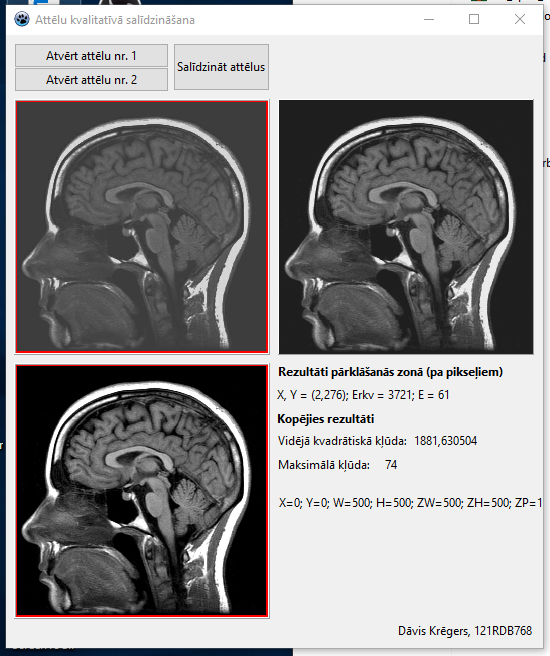 Attēlu kvalitatīvā salīdzināšana
Atvērt attēlu nr. 1
Atvērt attēlu nr. 2
Salīdzināt attēlus
Rezultāti pārklāšanās zonā (pa pikseļiem)
X, Y = (2,276); Erkv = 3721; E = 61
Kopējies rezultāti
Vidējā kvadrātiskā kļūda: 1881,630504
Maksimālā kļūda: 74
X=0; Y=0; W=500; H=500; ZW=500; ZH=500; ZP=1
Dāvis Krēgers, 121RDB768